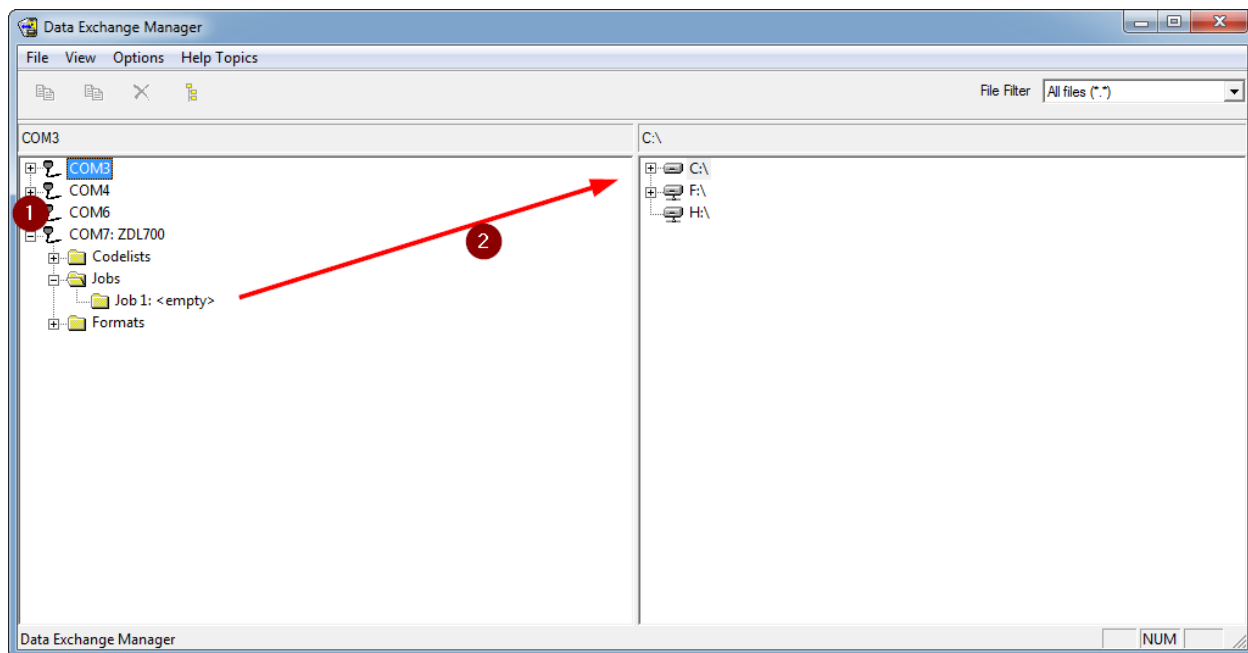 Data Exchange Manager
File View Options Help Topics
File Filter All files (*.*)
COM3 C:\
COM3 C:\
COM4 F:\
1 COM6 H:\
COM7: ZDL700 2
Codelists
Jobs
Job 1: <empty>
Formats
Data Exchange Manager NUM